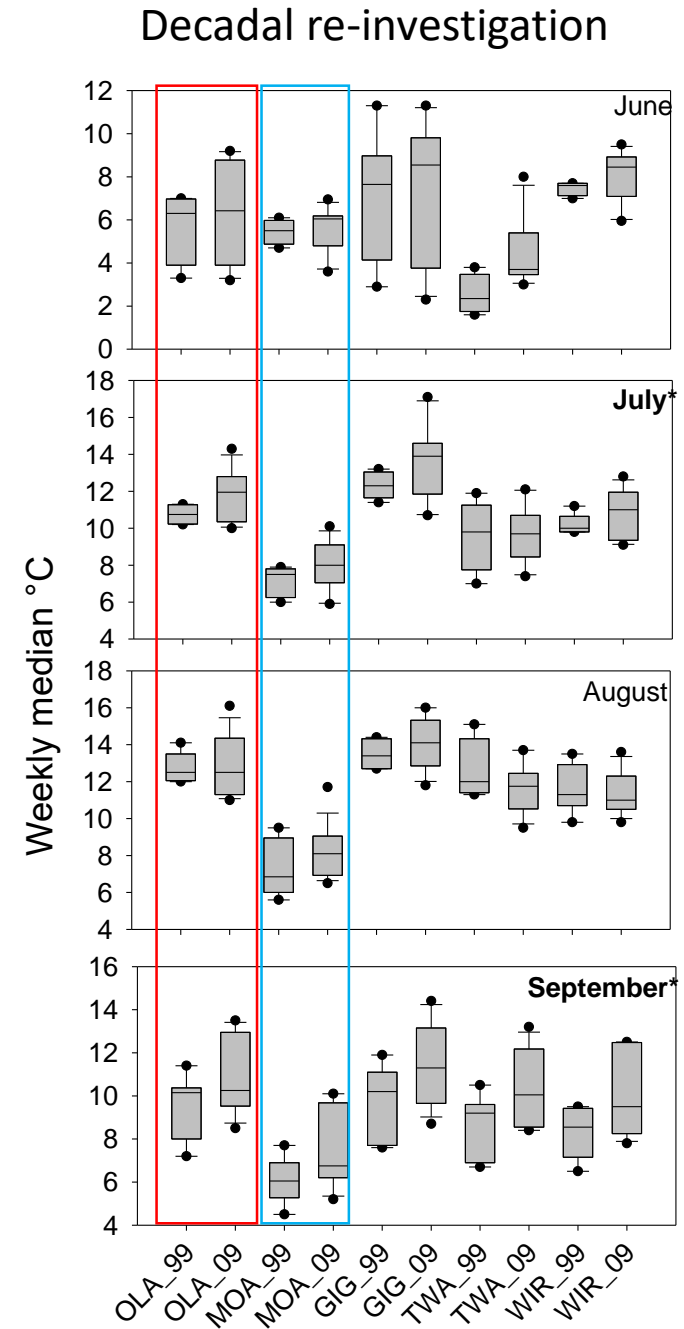 Decadal re-investigation
12
10
8
6
4
2
0
June
18
16
14
12
10
8
6
4
July*
18
16
14
12
10
8
6
4
August
16
14
12
10
8
6
4
September*
Weekly median °C
OLA_99
OLA_09
MOA_99
MOA_09
GIG_99
GIG_09
TWA_99
TWA_09
WIR_99
WIR_09